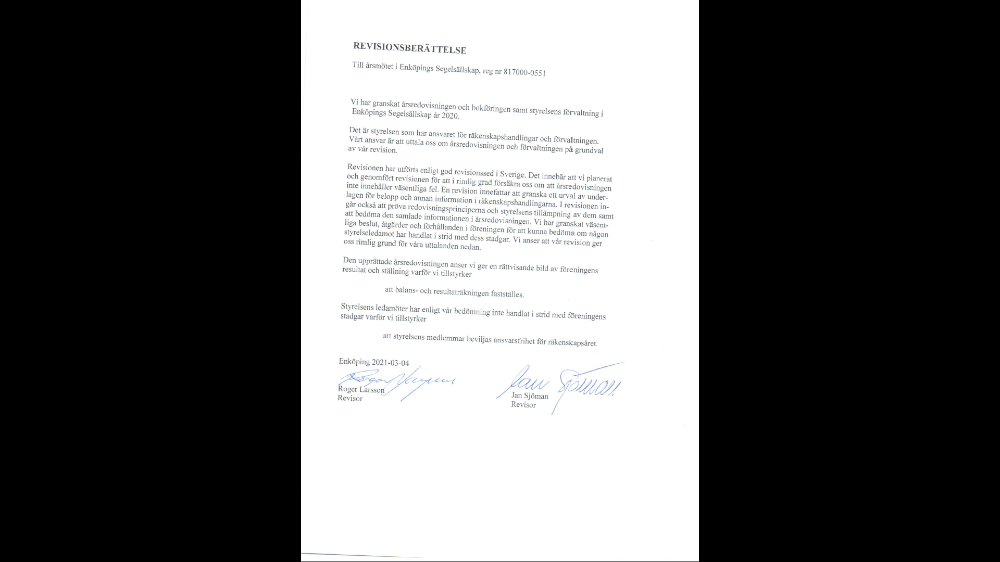 REVISIONSBERÄTTELSE
Till årsmötet i Enköpings Segelsällskap, reg nr 817000-0551
Vi har granskat årsredovisningen och bokföringen samt styrelsens förvaltning i
Enköpings Segelsällskap år 2020.
Det är styrelsen som har ansvaret för räkenskapshandlingar och förvaltningen.
Vårt ansvar är att uttala oss om årsredovisningen och förvaltningen på grundval
av vår revision.
Revisionen har utförts enligt god revisionssed i Sverige. Det innebär att vi planerat
och genomfört revisionen för att i rimlig grad försäkra oss om att årsredovisningen
inte innehåller väsentliga fel. En revision innefattar att granska ett urval av under-
lagen för belopp och annan information i räkenskapshandlingarna. I revisionen in-
går också att pröva redovisningsprinciperna och styrelsens tillämpning av dem samt
att bedöma den samlade informationen i årsredovisningen. Vi har granskat väsent-
liga beslut, åtgärder och förhållanden i föreningen för att kunna bedöma om någon
styrelseledamot har handlat i strid med dess stadgar. Vi anser att vår revision ger
oss rimlig grund för våra uttalanden nedan.
Den upprättade årsredovisningen anser vi ger en rättvisande bild av föreningens
resultat och ställning varför vi tillstyrker
att balans- och resultaträkningen fastställes.
Styrelsens ledamöter har enligt vår bedömning inte handlat i strid med föreningens
stadgar varför vi tillstyrker
att styrelsens medlemmar beviljas ansvarsfrihet för räkenskapsåret.
Enköping 2021-03-04
Roger Larsson Jan Sjöman
Roger Larsson Jan Sjöman
Revisor Revisor